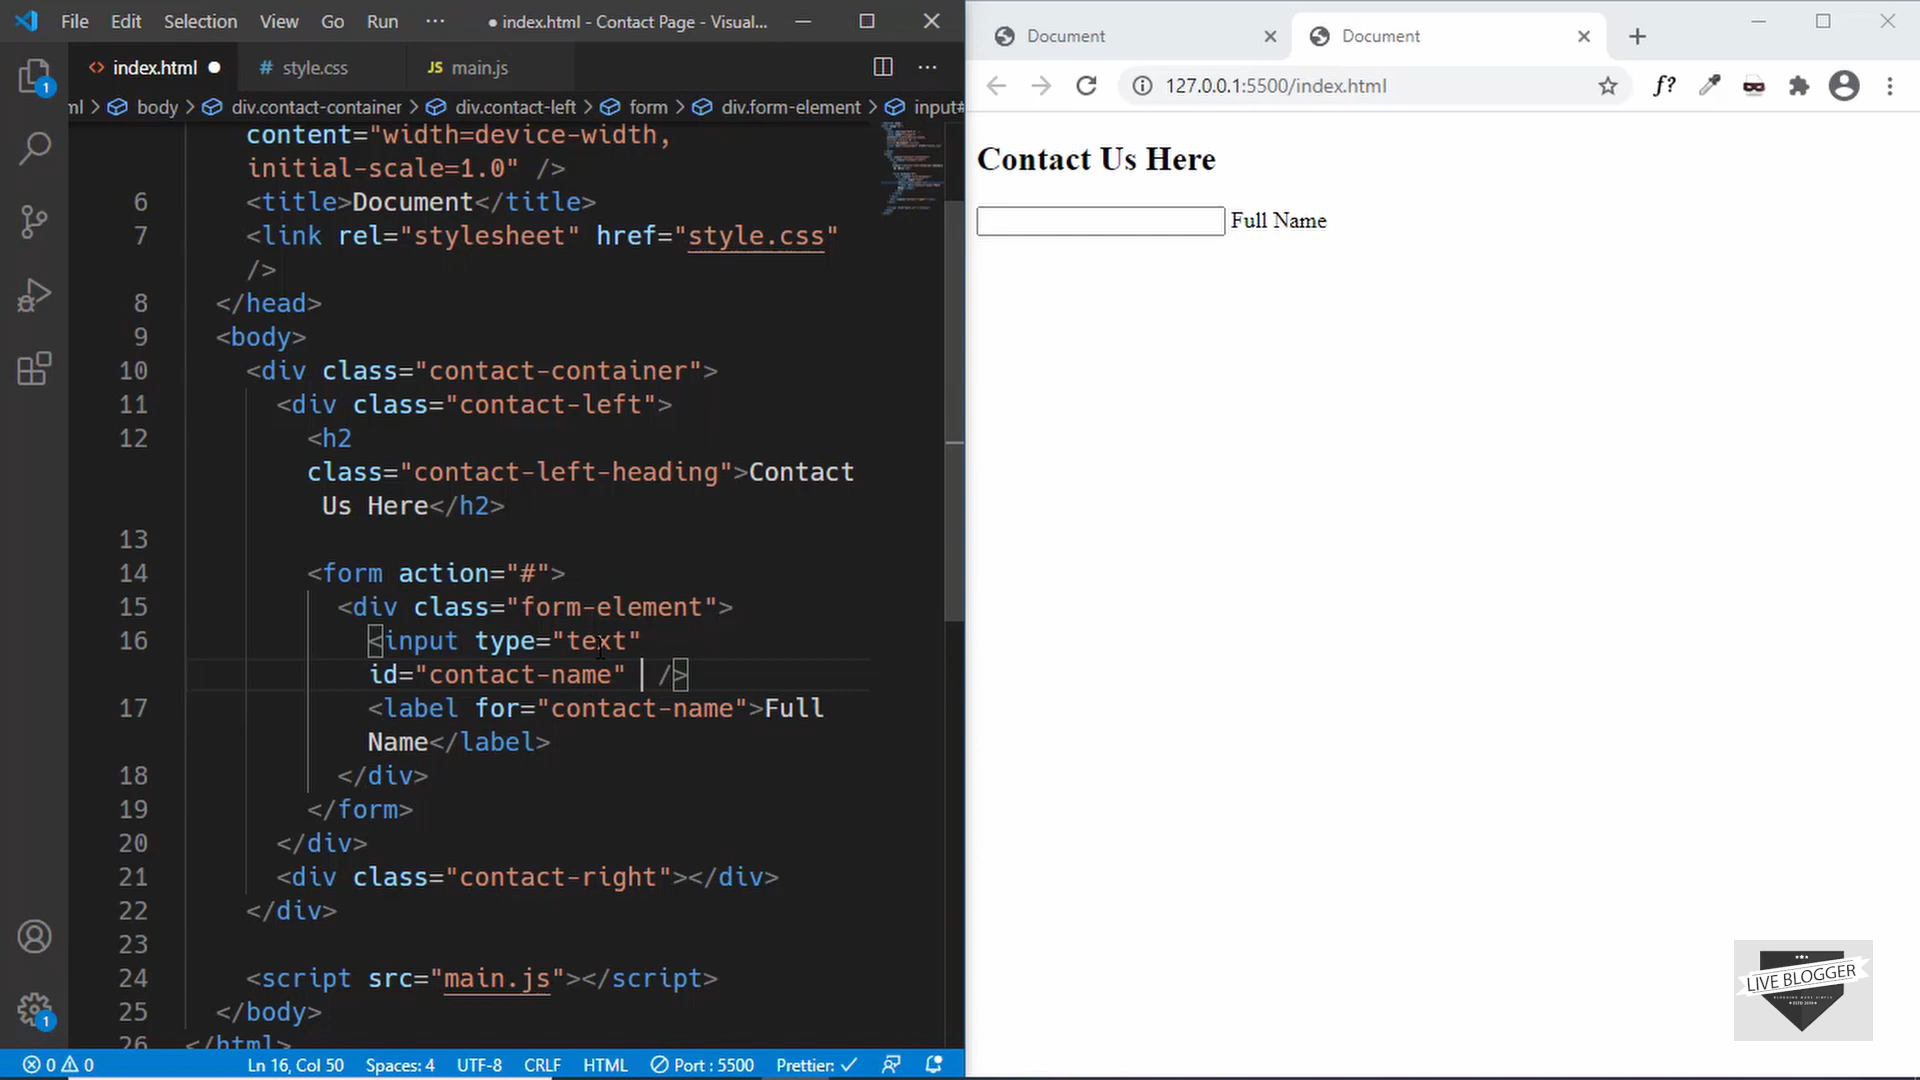 File Edit Selection View Go Run ··· ● index.html - Contact Page - Visual...
<> index.html ● # style.css JS main.js ···
ml > body > div.contact-container > div.contact-left > form > div.form-element > input#
content="width=device-width,
initial-scale=1.0" />
6 <title>Document</title>
7 <link rel="stylesheet" href="style.css"
/>
8 </head>
9 <body>
10 <div class="contact-container">
11 <div class="contact-left">
12 <h2
class="contact-left-heading">Contact
Us Here</h2>
13
14 <form action="#">
15 <div class="form-element">
16 <input type="text"
id="contact-name" />
17 <label for="contact-name">Full
Name</label>
18 </div>
19 </form>
20 </div>
21 <div class="contact-right"></div>
22 </div>
23
24 <script src="main.js"></script>
25 </body>
26 </html>
1
1
0 0 Ln 16, Col 50 Spaces: 4 UTF-8 CRLF HTML Port : 5500 Prettier: ✓
Document Document
127.0.0.1:5500/index.html f?
Contact Us Here
Full Name
LIVE BLOGGER